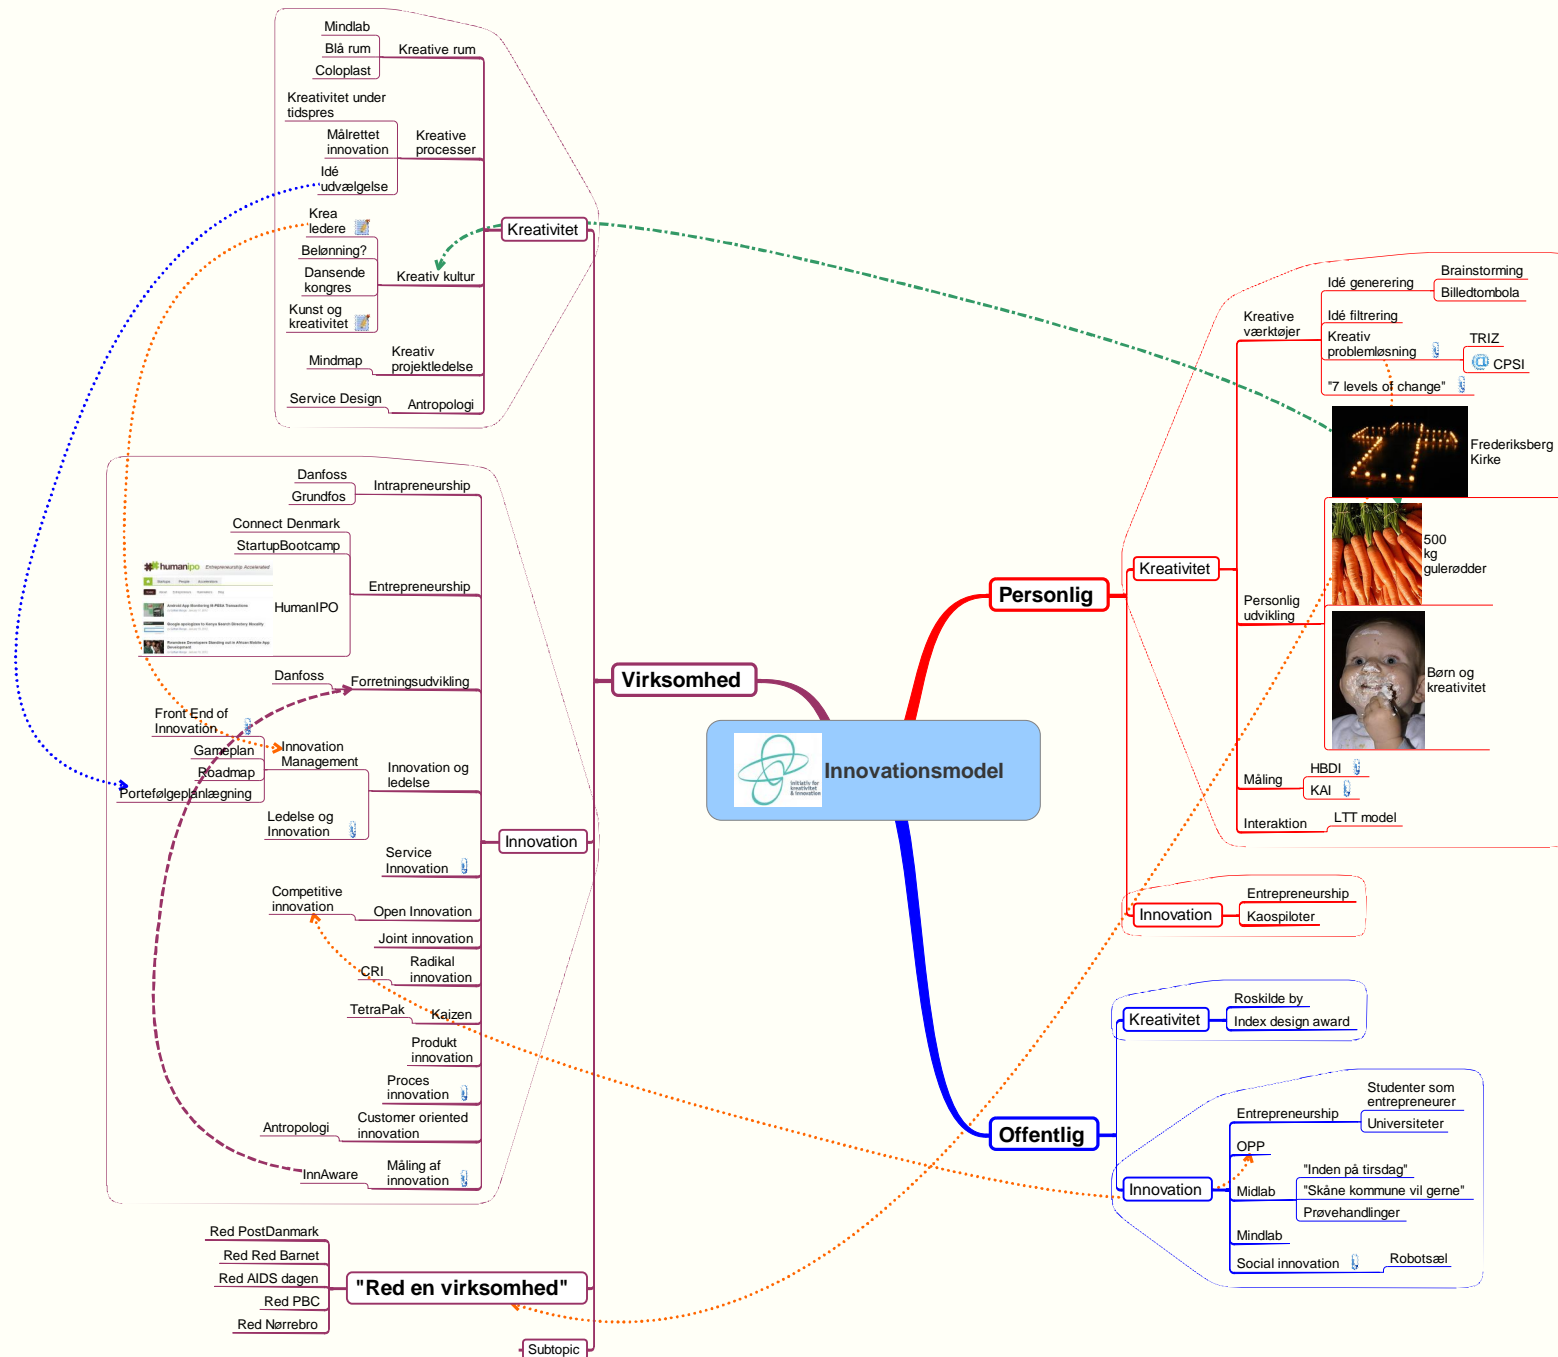 Mindlab
Blå rum
Coloplast
Kreative rum
Kreativitet under
tidspres
Målrettet
innovation
Idé
udvælgelse
Kreative
processer
Krea
ledere
Belønning?
Dansende
kongres
Kunst og
kreativitet
Kreativ kultur
Mindmap
Kreativ
projektledelse
Service Design
Antropologi
Kreativitet
Danfoss
Grundfos
Intrapreneurship
Connect Denmark
StartupBootcamp
humanipo
Entrepreneurship Accelerated
HumanIPO
Entrepreneurship
Danfoss
Forretningsudvikling
Front End of
Innovation
Gameplan
Roadmap
Portefølgeplanlægning
Innovation
Management
Ledelse og
Innovation
Innovation og
ledelse
Service
Innovation
Competitive
innovation
Open Innovation
Joint innovation
CRI
Radikal
innovation
TetraPak
Kaizen
Produkt
innovation
Proces
innovation
Antropologi
Customer oriented
innovation
InnAware
Måling af
innovation
Innovation
Virksomhed
Red PostDanmark
Red Red Barnet
Red AIDS dagen
Red PBC
Red Nørrebro
"Red en virksomhed"
Subtopic
Initiativ for
kreativitet
& innovation
Innovationsmodel
Personlig
Kreativitet
Kreative
værktøjer
Idé generering
Brainstorming
Billedtombola
Idé filtrering
Kreativ
problemløsning
TRIZ
CPSI
"7 levels of change"
Personlig
udvikling
Frederiksberg
Kirke
500
kg
gulerødder
Børn og
kreativitet
Måling
HBDI
KAI
Interaktion
LTT model
Innovation
Entrepreneurship
Kaospiloter
Offentlig
Kreativitet
Roskilde by
Index design award
Innovation
Entrepreneurship
Studenter som
entrepreneurer
Universiteter
OPP
Midlab
"Inden på tirsdag"
"Skåne kommune vil gerne"
Prøvehandlinger
Mindlab
Social innovation
Robotsæl